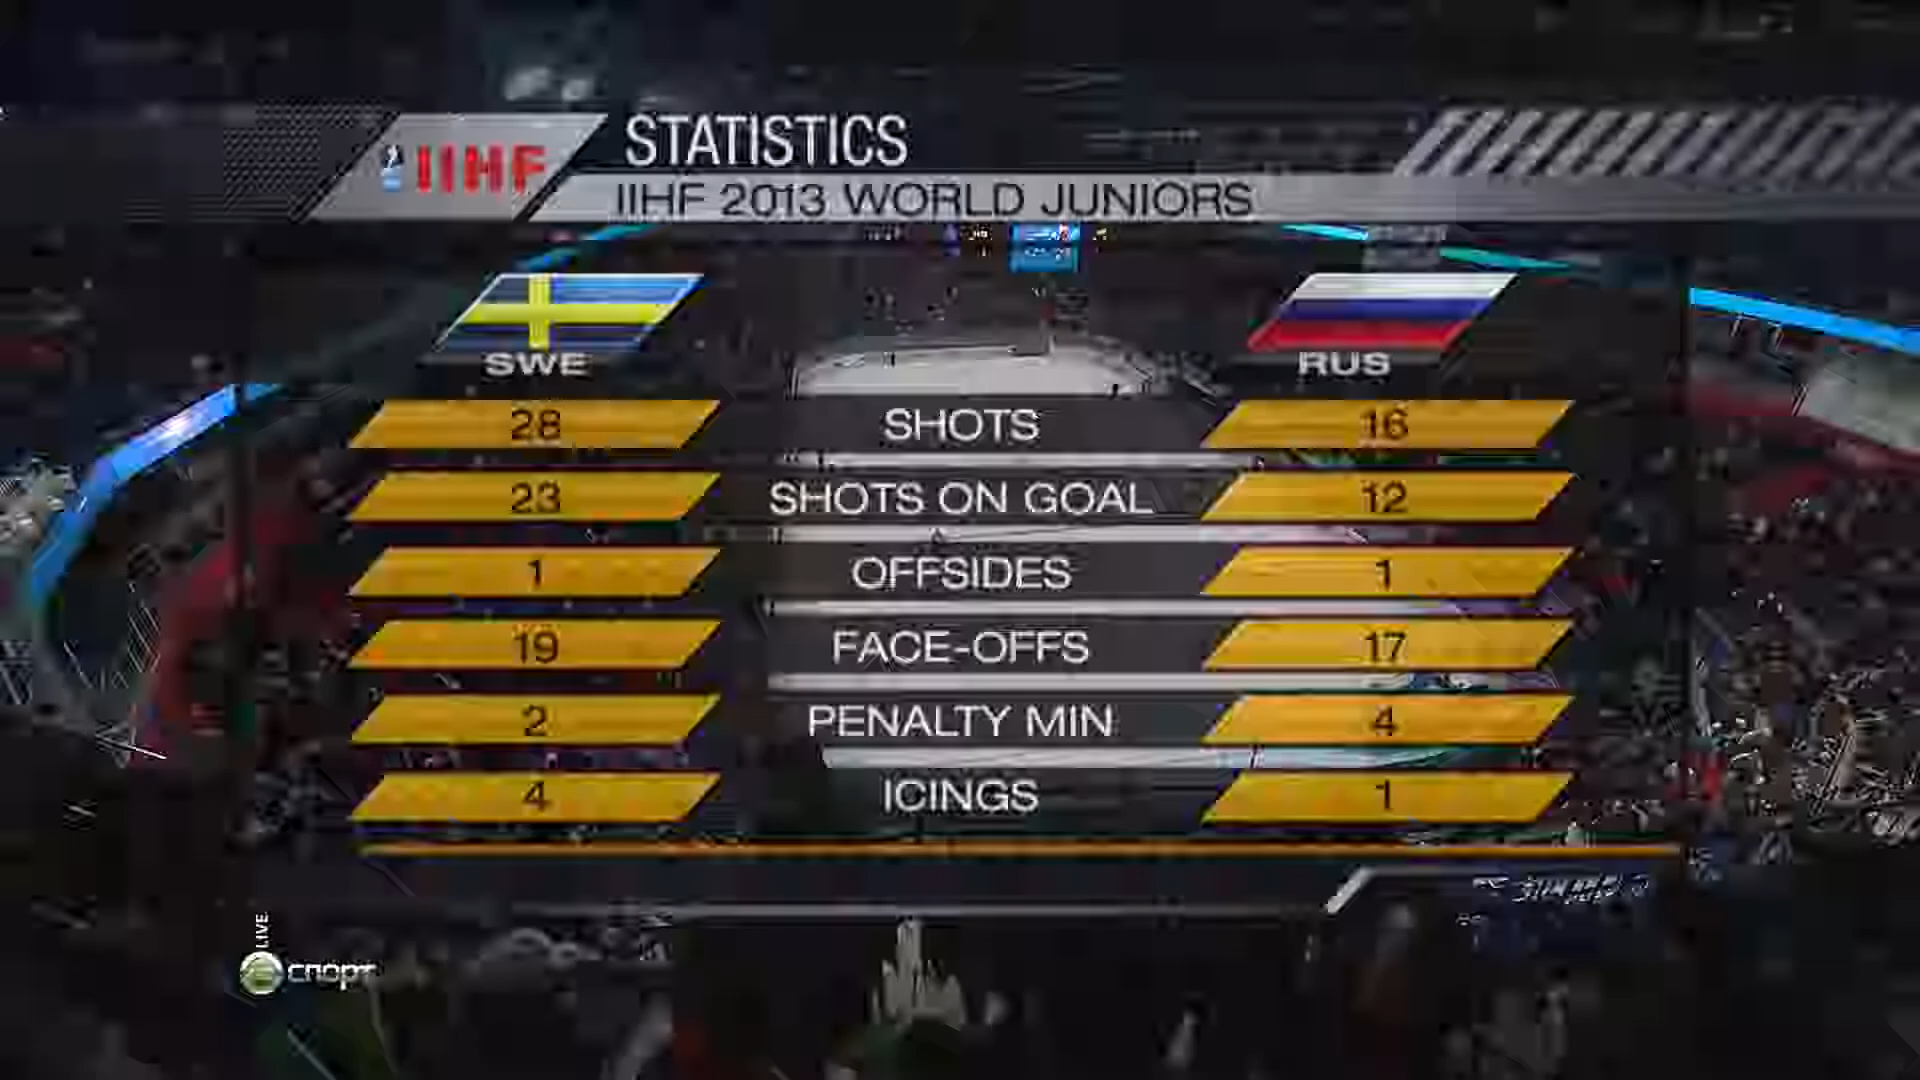 IIHF
STATISTICS
IIHF 2013 WORLD JUNIORS
SWE RUS
28 SHOTS 16
23 SHOTS ON GOAL 12
1 OFFSIDES 1
19 FACE-OFFS 17
2 PENALTY MIN 4
4 ICINGS 1
LIVE
спорт